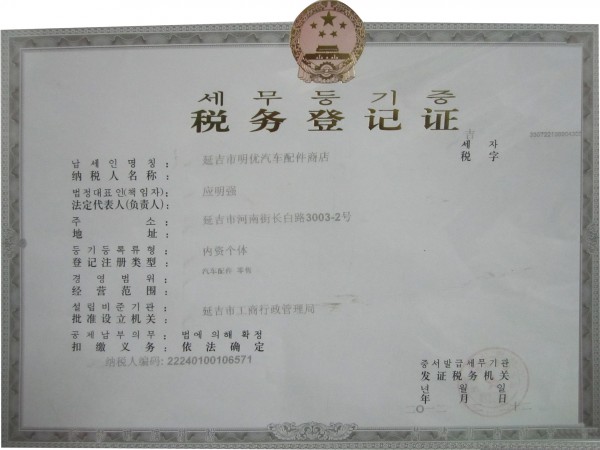 세무등기증
税务登记证
吉
세 자
税 字
납세인명칭:
纳税人名称: 延吉市明优汽车配件商店
법정대표인(책임자):
法定代表人(负责人): 应明强
주 소:
地 址: 延吉市河南街长白路3003-2号
등기등록류형:
登记注册类型: 内资个体
경영범위: 汽车配件 零售
经营范围:
설립비준기관:
批准设立机关: 延吉市工商行政管理局
공제납부의무: 법에 의해 확정
扣缴义务: 依法确定
纳税人编码: 22240100106571
증서발급세무기관
发证税务机关
년 월 일
年 月 日